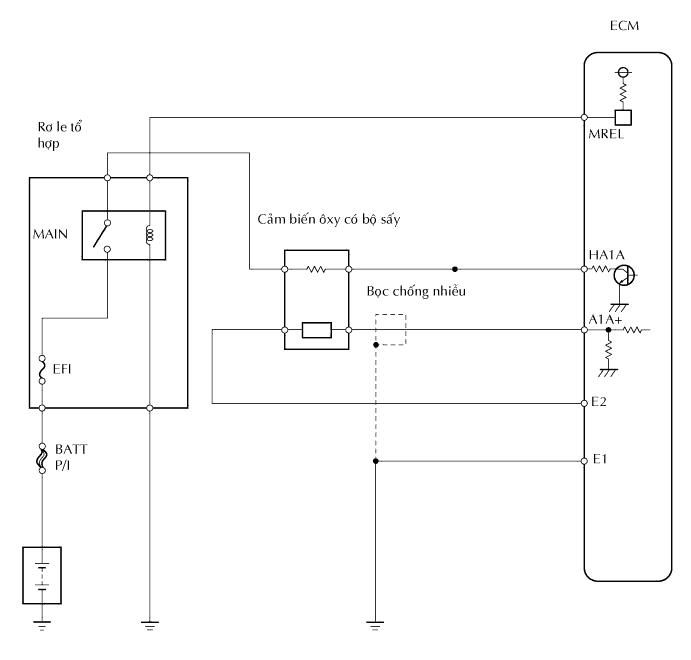 ECM
Rơ le tổ
hợp
MREL
Cảm biến ôxy có bộ sấy
MAIN
HA1A
Bọc chống nhiễu
A1A+
EFI
E2
BATT
P/I
E1